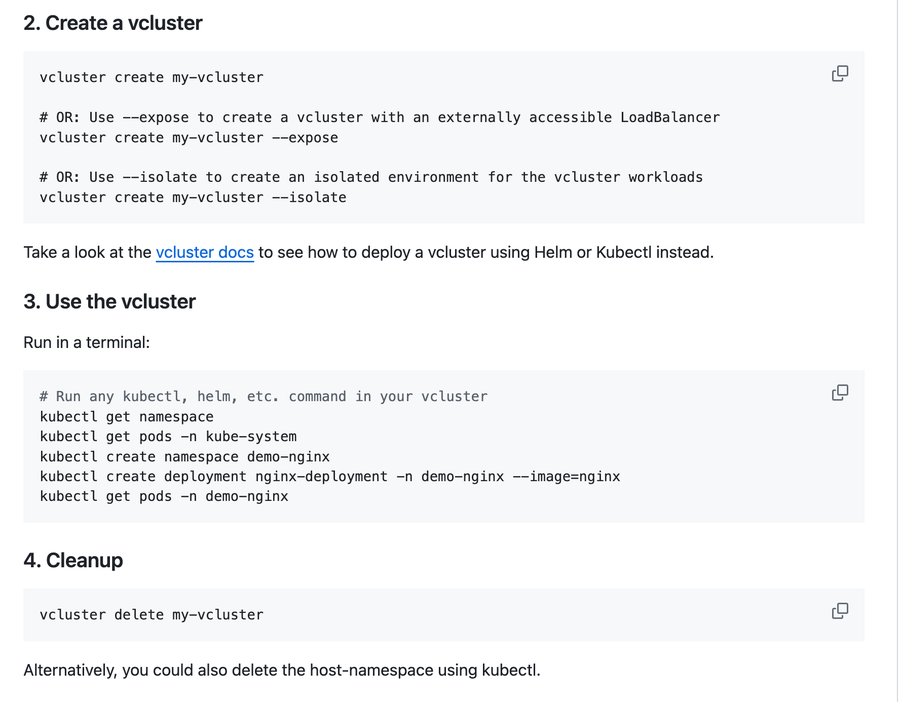 2. Create a vcluster
vcluster create my-vcluster
# OR: Use --expose to create a vcluster with an externally accessible LoadBalancer
vcluster create my-vcluster --expose
# OR: Use --isolate to create an isolated environment for the vcluster workloads
vcluster create my-vcluster --isolate
Take a look at the vcluster docs to see how to deploy a vcluster using Helm or Kubectl instead.
3. Use the vcluster
Run in a terminal:
# Run any kubectl, helm, etc. command in your vcluster
kubectl get namespace
kubectl get pods -n kube-system
kubectl create namespace demo-nginx
kubectl create deployment nginx-deployment -n demo-nginx --image=nginx
kubectl get pods -n demo-nginx
4. Cleanup
vcluster delete my-vcluster
Alternatively, you could also delete the host-namespace using kubectl.